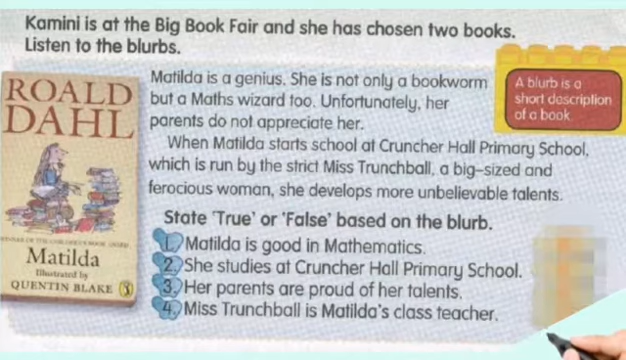 Kamini is at the Big Book Fair and she has chosen two books.
Listen to the blurbs.
ROALD
DAHL
Matilda
Illustrated by
QUENTIN BLAKE
Matilda is a genius. She is not only a bookworm
but a Maths wizard too. Unfortunately, her
parents do not appreciate her.
When Matilda starts school at Cruncher Hall Primary School,
which is run by the strict Miss Trunchball, a big-sized and
ferocious woman, she develops more unbelievable talents.
A blurb is a
short description
of a book.
State 'True' or 'False' based on the blurb.
1. Matilda is good in Mathematics.
2. She studies at Cruncher Hall Primary School.
3. Her parents are proud of her talents.
4. Miss Trunchball is Matilda's class teacher.